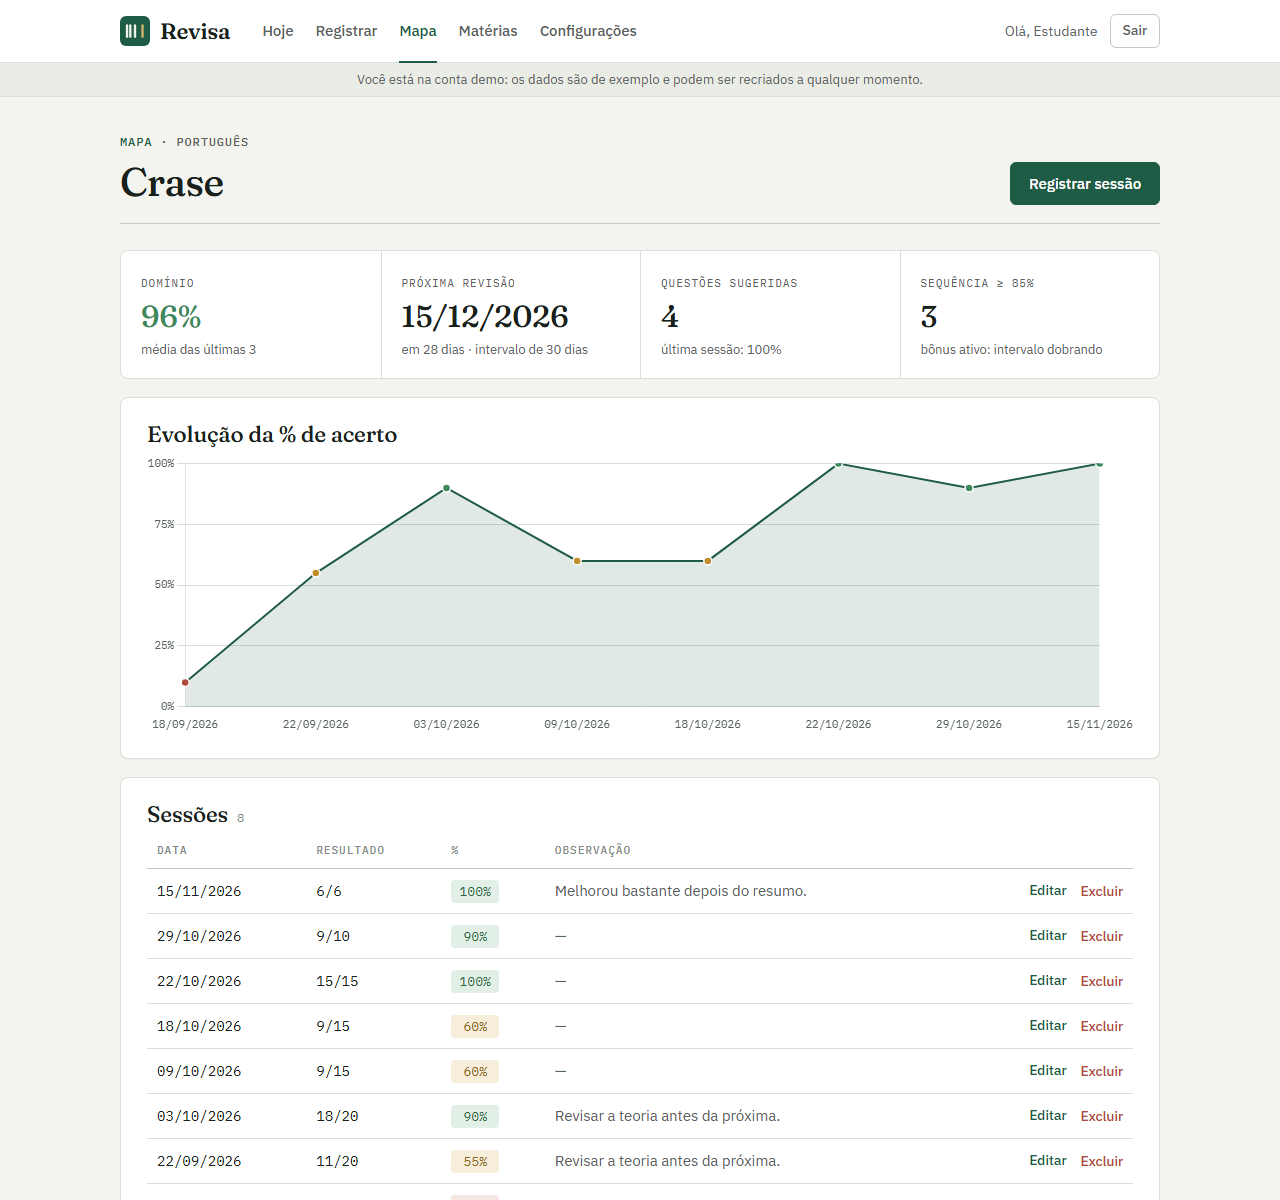 Revisa Hoje Registrar Mapa Matérias Configurações Olá, Estudante Sair
Você está na conta demo: os dados são de exemplo e podem ser recriados a qualquer momento.
MAPA · PORTUGUÊS
Crase
Registrar sessão
DOMÍNIO
96%
média das últimas 3
PRÓXIMA REVISÃO
15/12/2026
em 28 dias · intervalo de 30 dias
QUESTÕES SUGERIDAS
4
última sessão: 100%
SEQUÊNCIA ≥ 85%
3
bônus ativo: intervalo dobrando
Evolução da % de acerto
100%
75%
50%
25%
0%
18/09/2026 22/09/2026 03/10/2026 09/10/2026 18/10/2026 22/10/2026 29/10/2026 15/11/2026
Sessões 8
DATA RESULTADO % OBSERVAÇÃO
15/11/2026 6/6 100% Melhorou bastante depois do resumo. Editar Excluir
29/10/2026 9/10 90% — Editar Excluir
22/10/2026 15/15 100% — Editar Excluir
18/10/2026 9/15 60% — Editar Excluir
09/10/2026 9/15 60% — Editar Excluir
03/10/2026 18/20 90% Revisar a teoria antes da próxima. Editar Excluir
22/09/2026 11/20 55% Revisar a teoria antes da próxima. Editar Excluir